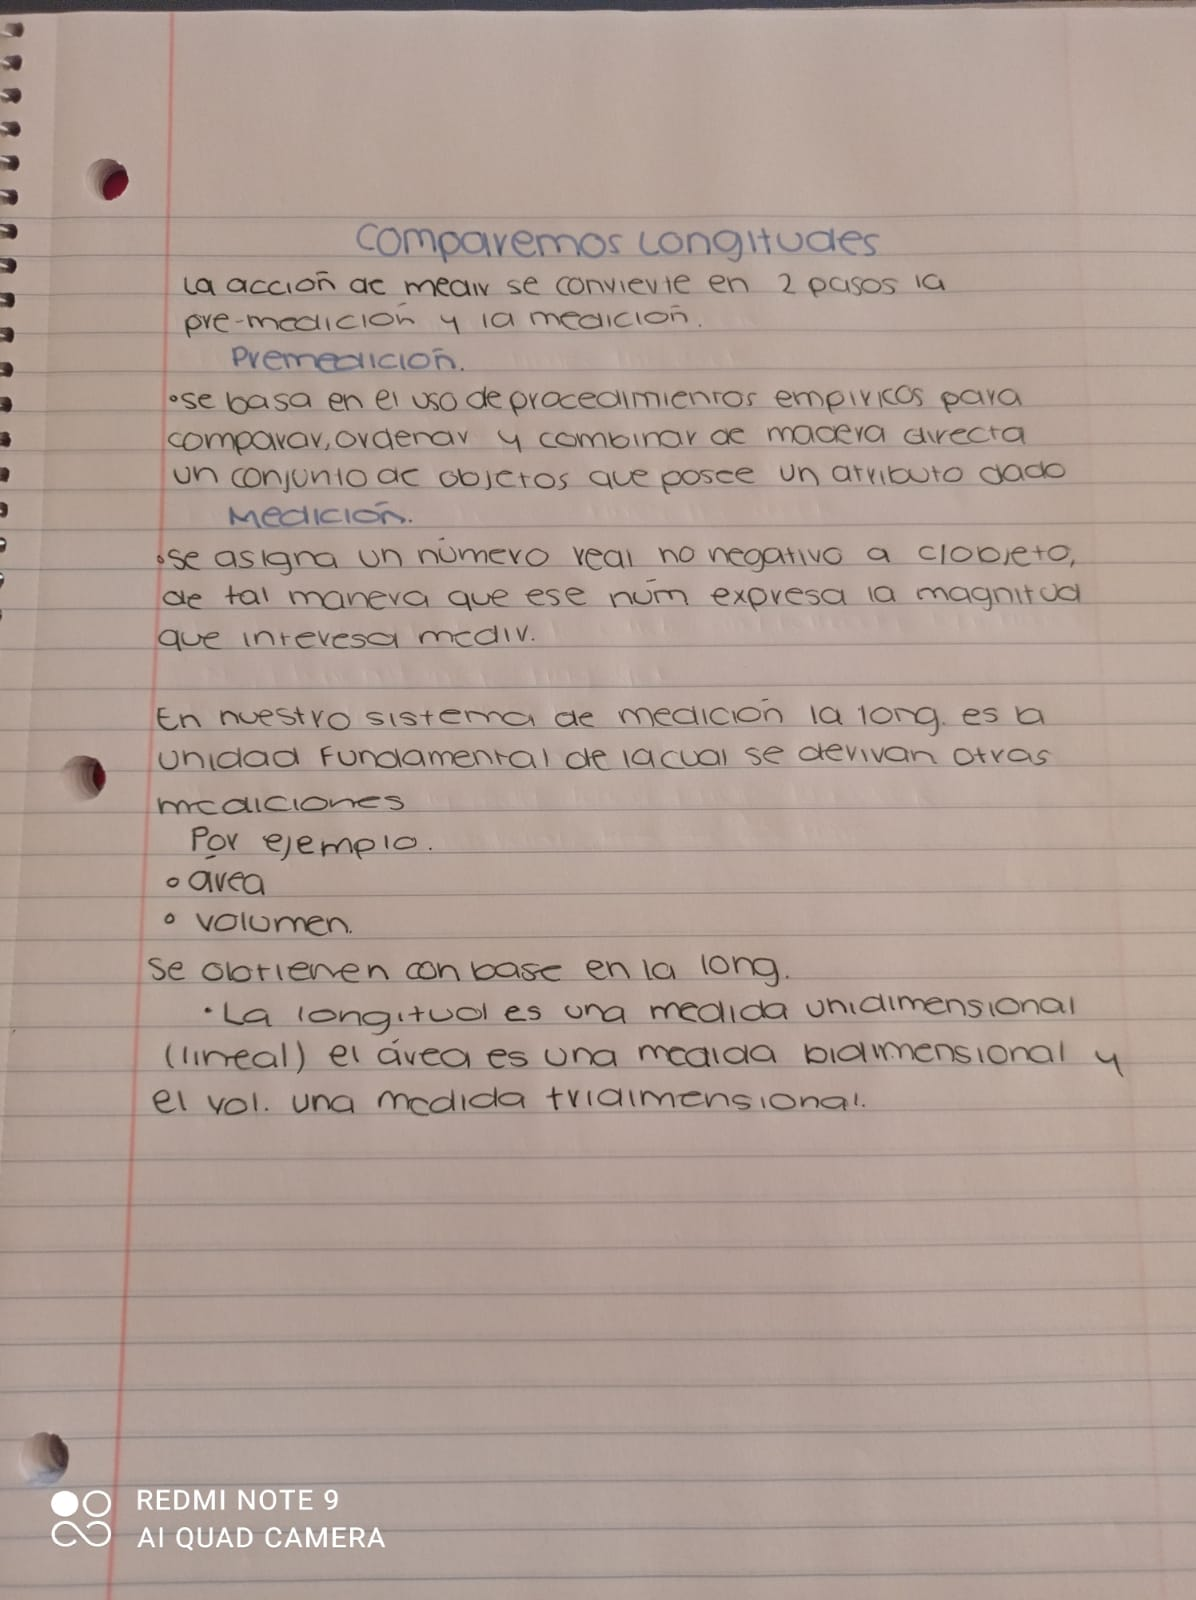 Comparemos Longitudes
La acción de medir se convierte en 2 pasos la
pre-medición y la medición.
Premedición.
•se basa en el uso de procedimientos empiricos para
comparar, ordenar y combinar de madera directa
un conjunto de objetos que posee un atributo dado
Medición.
•se asigna un número real no negativo a c/objeto,
de tal manera que ese núm expresa la magnitud
que interesa medir.
En nuestro sistema de medición la long. es la
unidad Fundamental de la cual se derivan otras
mediciones
Por ejemplo.
° área
° volumen.
se obtienen con base en la long.
• La longitud es una medida unidimensional
(lineal) el área es una medida bidimensional y
el vol. una medida tridimensional.
REDMI NOTE 9
AI QUAD CAMERA